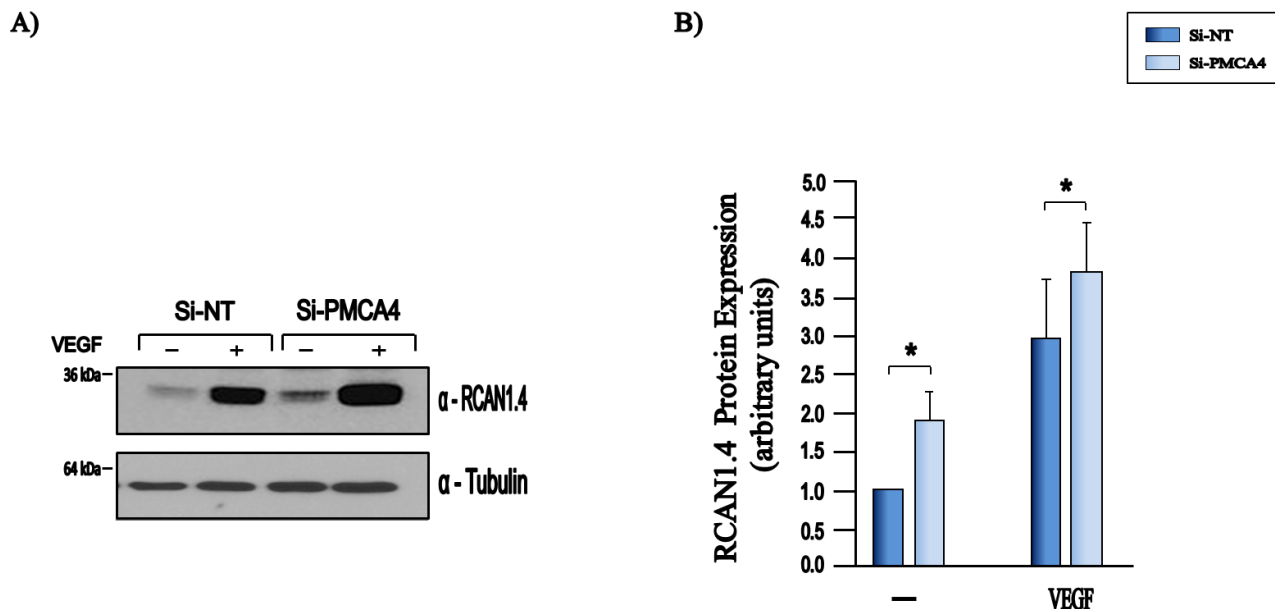 A)
Si-NT Si-PMCA4
VEGF – + – +
36 kDa
α - RCAN1.4
64 kDa
α - Tubulin
B)
Si-NT
Si-PMCA4
RCAN1.4 Protein Expression
(arbitrary units)
5.0
4.5
4.0
3.5
3.0
2.5
2.0
1.5
1.0
0.5
0.0
*
*
– VEGF